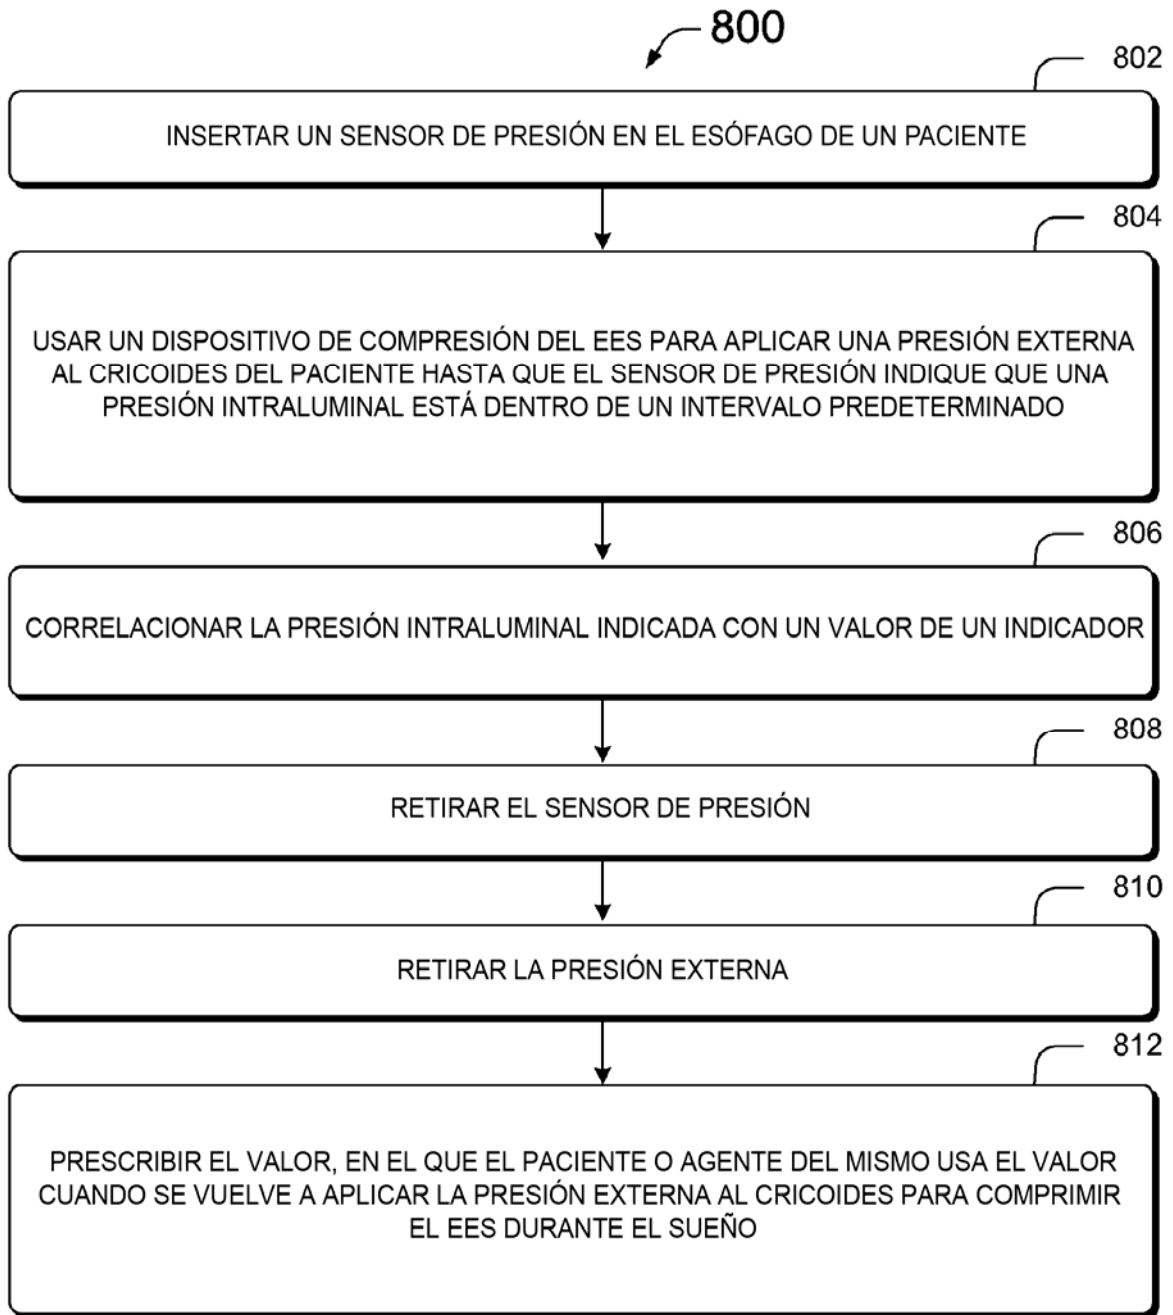 800
802
INSERTAR UN SENSOR DE PRESIÓN EN EL ESÓFAGO DE UN PACIENTE
804
USAR UN DISPOSITIVO DE COMPRESIÓN DEL EES PARA APLICAR UNA PRESIÓN EXTERNA
AL CRICOIDES DEL PACIENTE HASTA QUE EL SENSOR DE PRESIÓN INDIQUE QUE UNA
PRESIÓN INTRALUMINAL ESTÁ DENTRO DE UN INTERVALO PREDETERMINADO
806
CORRELACIONAR LA PRESIÓN INTRALUMINAL INDICADA CON UN VALOR DE UN INDICADOR
808
RETIRAR EL SENSOR DE PRESIÓN
810
RETIRAR LA PRESIÓN EXTERNA
812
PRESCRIBIR EL VALOR, EN EL QUE EL PACIENTE O AGENTE DEL MISMO USA EL VALOR
CUANDO SE VUELVE A APLICAR LA PRESIÓN EXTERNA AL CRICOIDES PARA COMPRIMIR
EL EES DURANTE EL SUEÑO